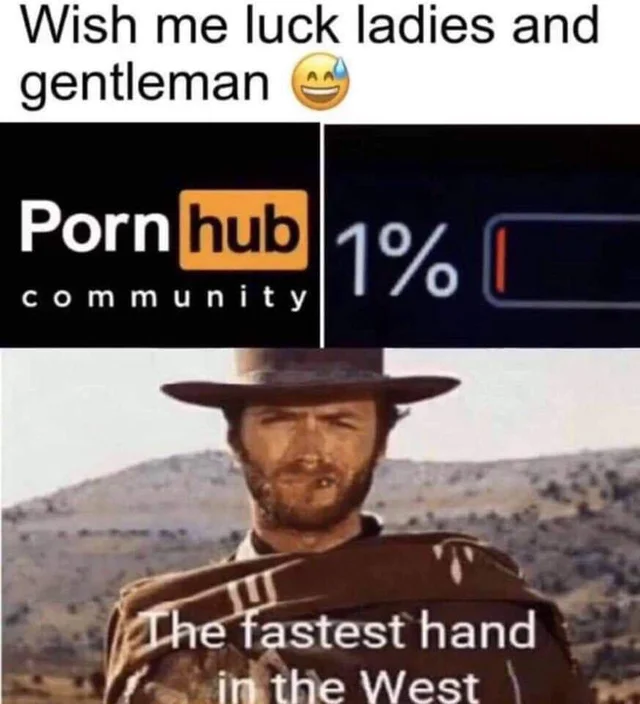 Wish me luck ladies and
gentleman 😅
Porn hub
community
1%
The fastest hand
in the West